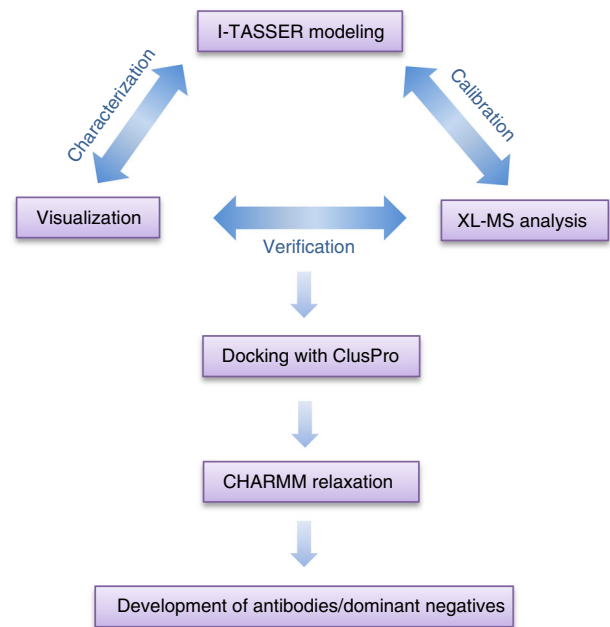 I-TASSER modeling
Characterization
Calibration
Visualization
XL-MS analysis
Verification
Docking with ClusPro
CHARMM relaxation
Development of antibodies/dominant negatives